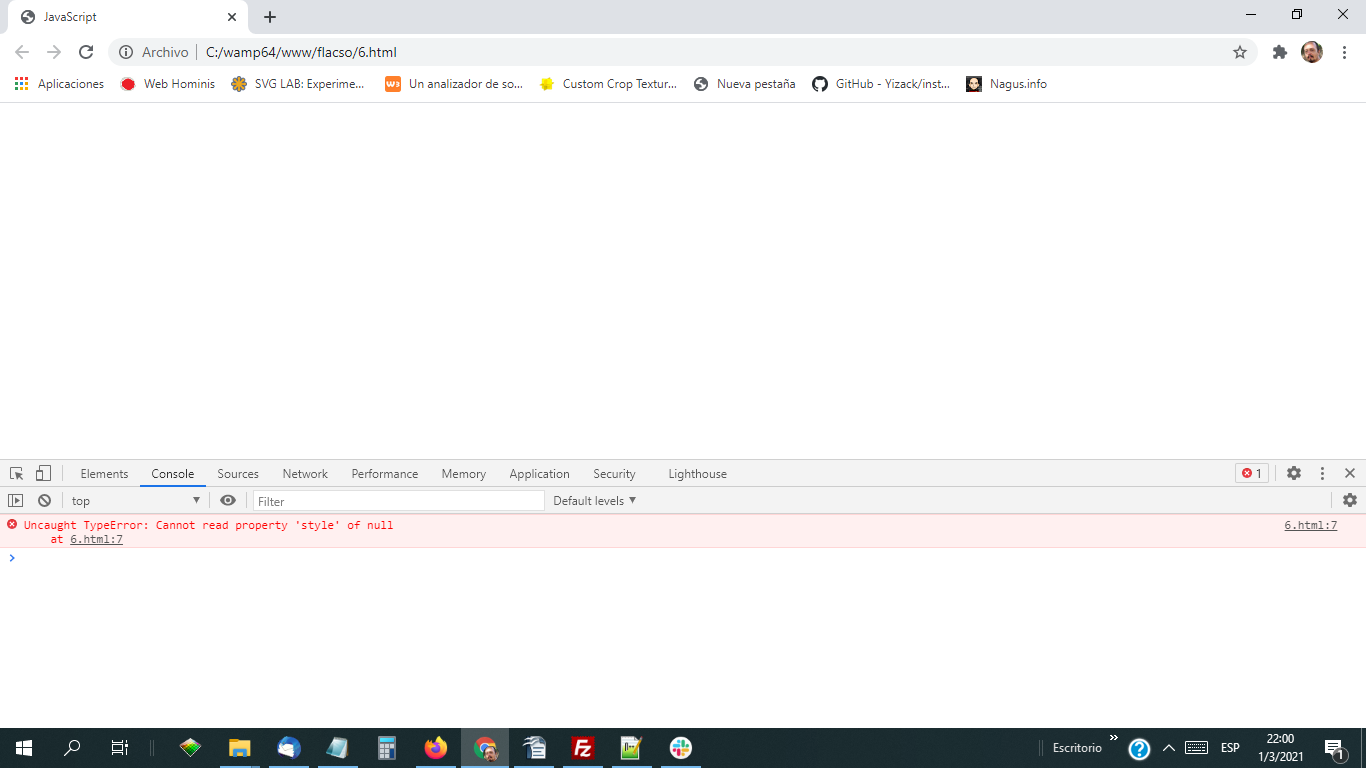 JavaScript
Archivo C:/wamp64/www/flacso/6.html
Aplicaciones Web Hominis SVG LAB: Experime... W3 Un analizador de so... Custom Crop Textur... Nueva pestaña GitHub - Yizack/inst... Nagus.info
Elements Console Sources Network Performance Memory Application Security Lighthouse 1
top Filter Default levels
Uncaught TypeError: Cannot read property 'style' of null 6.html:7
at 6.html:7
Escritorio ESP 22:00
1/3/2021 1